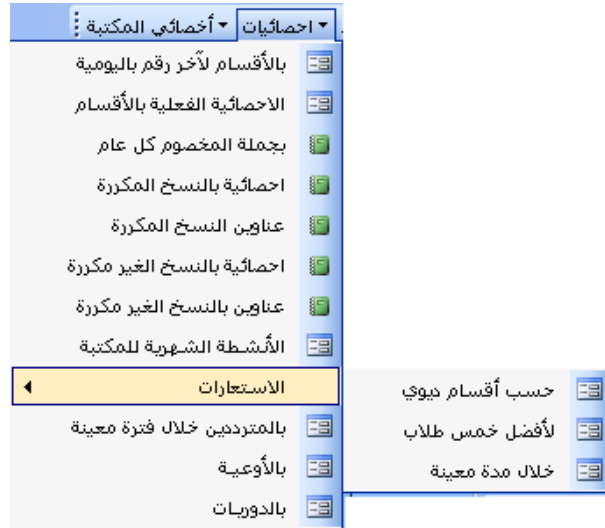 احصائيات أخصائي المكتبة
بالأقسام لآخر رقم باليومية
الاحصائية الفعلية بالأقسام
بجملة المخصوم كل عام
احصائية بالنسخ المكررة
عناوين النسخ المكررة
احصائية بالنسخ الغير مكررة
عناوين بالنسخ الغير مكررة
الأنشطة الشهرية للمكتبة
الاستعارات
حسب أقسام ديوي
لأفضل خمس طلاب
خلال مدة معينة
بالمترددين خلال فترة معينة
بالأوعية
بالدوريات